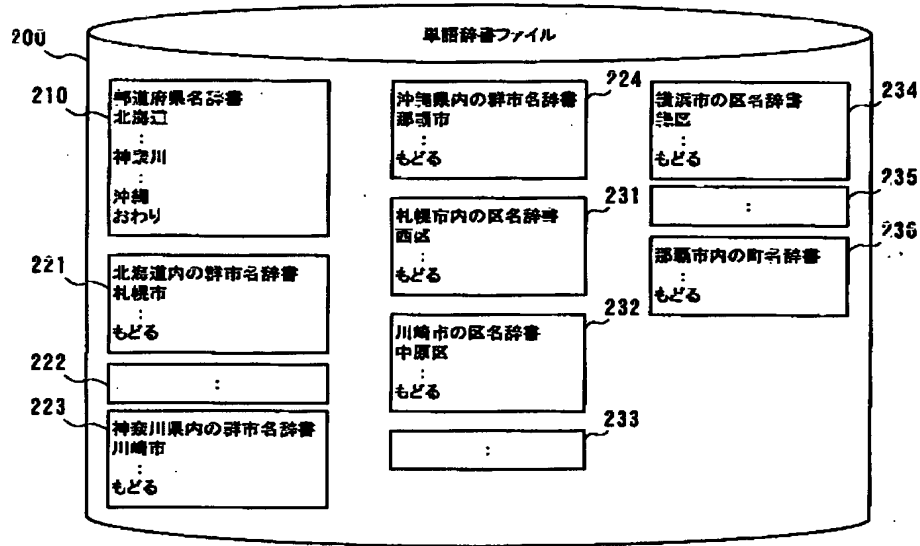 200
単語辞書ファイル
210
都道府県名辞書
北海道
:
神奈川
:
沖縄
おわり
221
北海道内の群市名辞書
札幌市
:
もどる
222
:
223
神奈川県内の群市名辞書
川崎市
:
もどる
224
沖縄県内の群市名辞書
那覇市
:
もどる
231
札幌市内の区名辞書
西区
:
もどる
232
川崎市の区名辞書
中原区
:
もどる
233
:
234
横浜市の区名辞書
港区
:
もどる
235
:
236
那覇市内の町名辞書
:
もどる